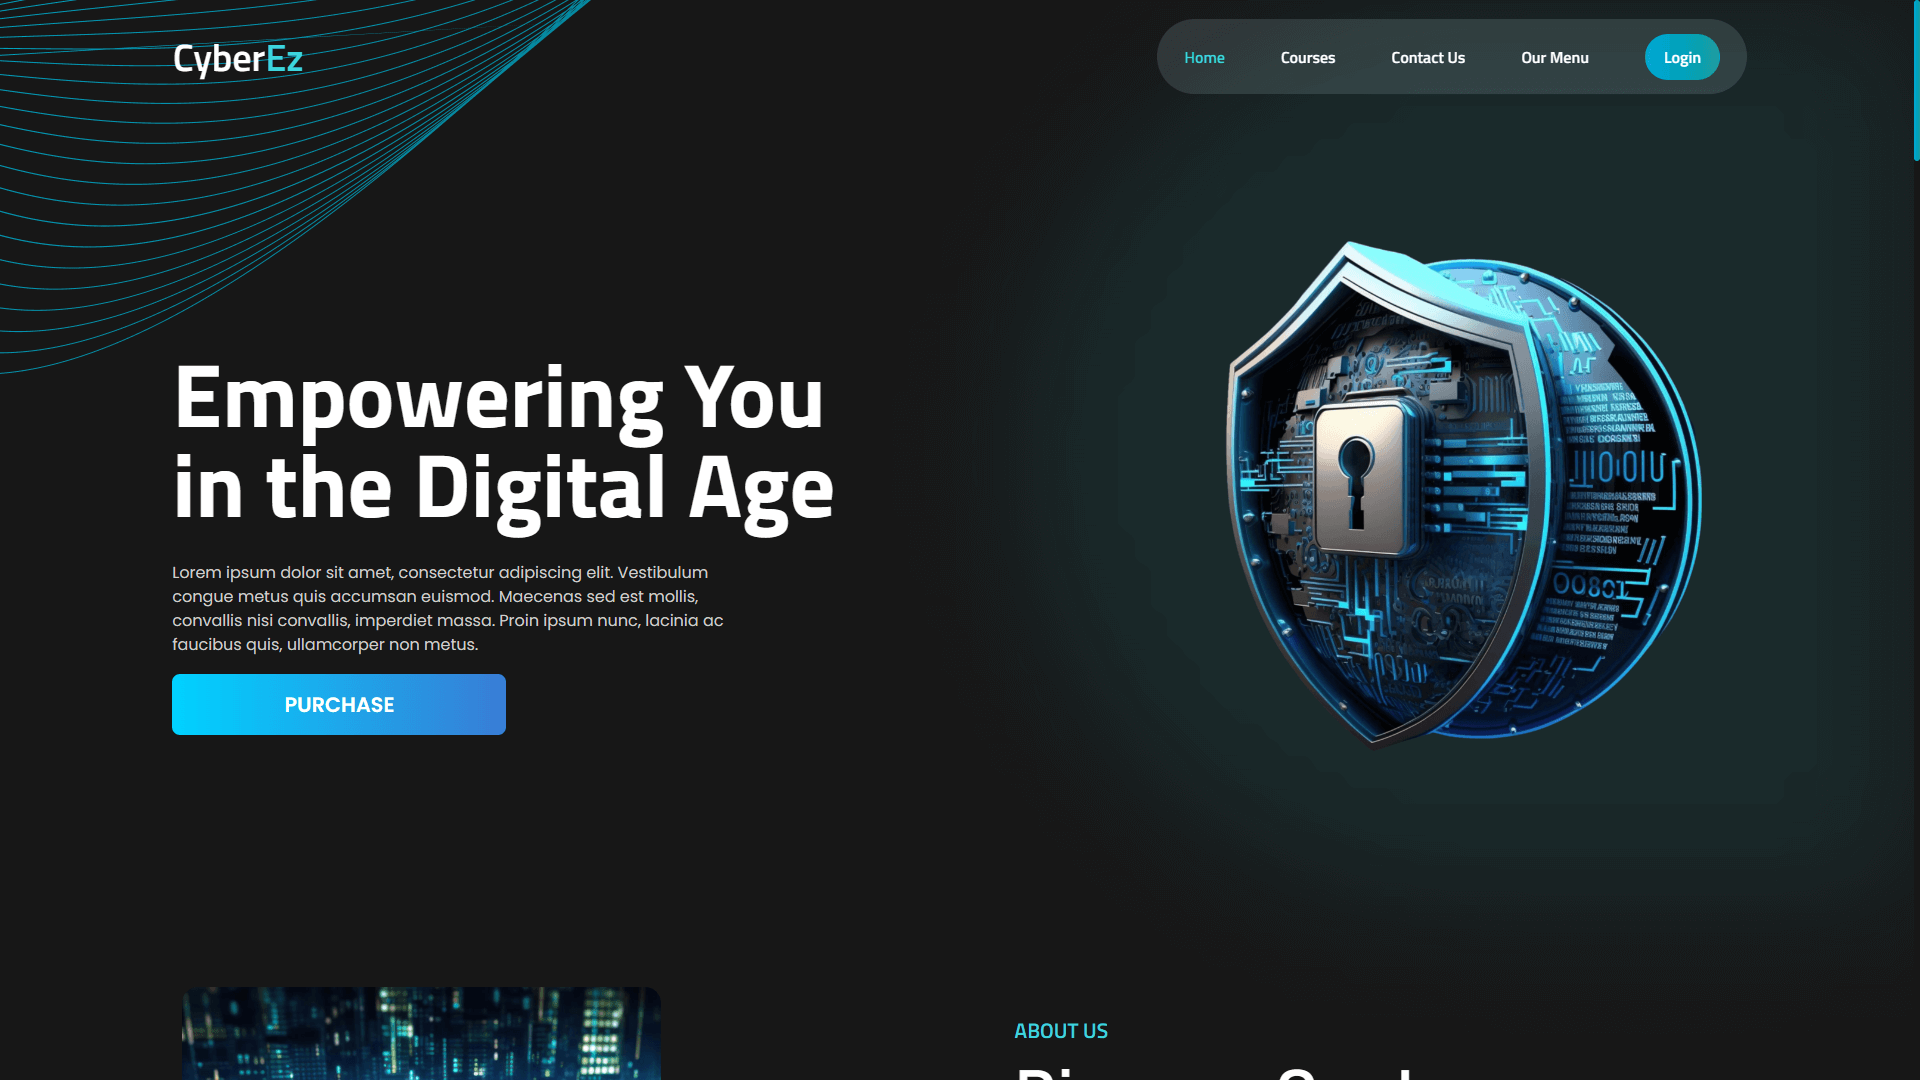 CyberEz
Home Courses Contact Us Our Menu Login
Empowering You
in the Digital Age
Lorem ipsum dolor sit amet, consectetur adipiscing elit. Vestibulum
congue metus quis accumsan euismod. Maecenas sed est mollis,
convallis nisi convallis, imperdiet massa. Proin ipsum nunc, lacinia ac
faucibus quis, ullamcorper non metus.
PURCHASE
ABOUT US